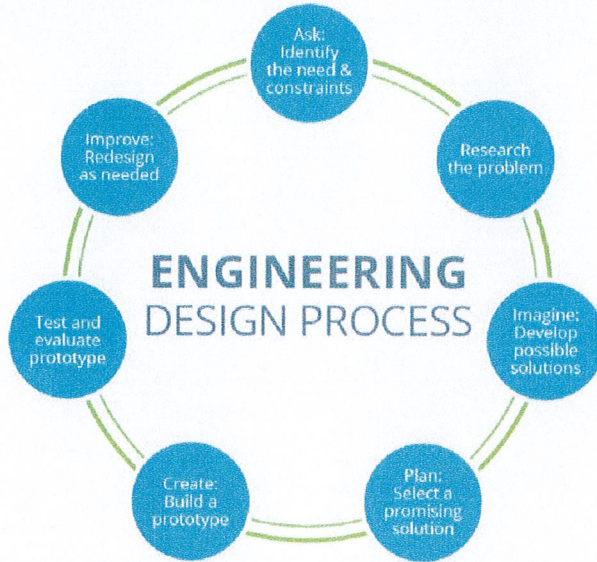 Ask:
Identify
the need &
constraints
Research
the problem
Imagine:
Develop
possible
solutions
Plan:
Select a
promising
solution
Create:
Build a
prototype
Test and
evaluate
prototype
Improve:
Redesign
as needed
ENGINEERING
DESIGN PROCESS